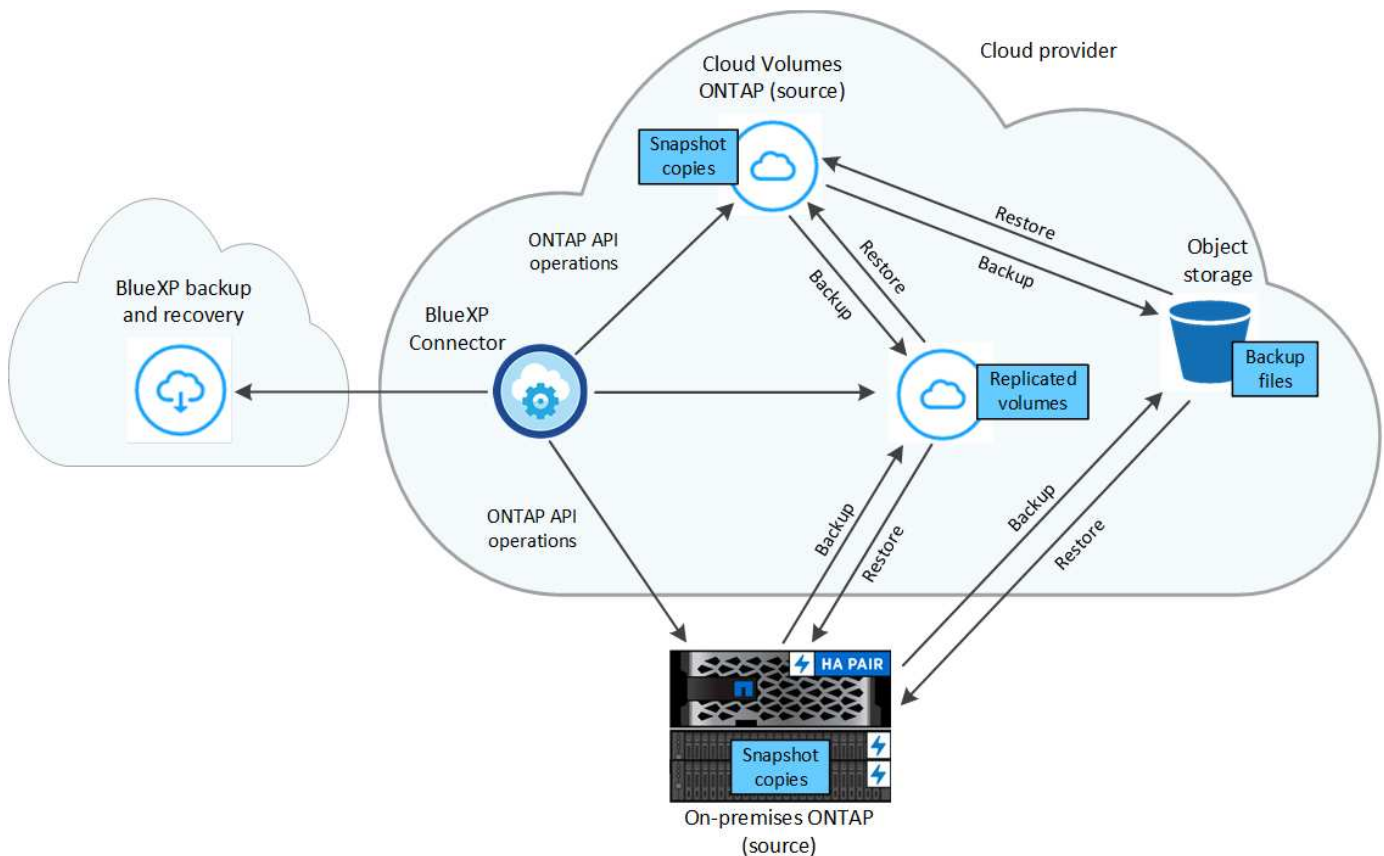 Cloud provider
Cloud Volumes
ONTAP (source)
Snapshot
copies
Restore
Backup
Object
storage
ONTAP API
operations
Restore
Backup
BlueXP backup
and recovery
BlueXP
Connector
Backup
files
Replicated
volumes
ONTAP API
operations
Backup
Restore
Backup
Restore
HA PAIR
Snapshot
copies
On-premises ONTAP
(source)